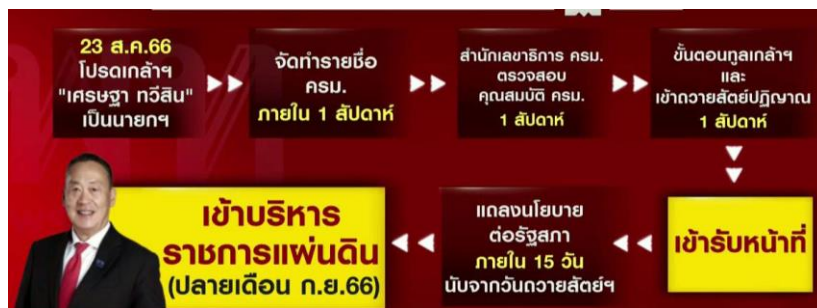 23 ส.ค.66
โปรดเกล้าฯ
"เศรษฐา ทวีสิน"
เป็นนายกฯ
จัดทำรายชื่อ
ครม.
ภายใน 1 สัปดาห์
สำนักเลขาธิการ ครม.
ตรวจสอบ
คุณสมบัติ ครม.
1 สัปดาห์
ขั้นตอนทูลเกล้าฯ
และ
เข้าถวายสัตย์ปฏิญาณ
1 สัปดาห์
เข้ารับหน้าที่
แถลงนโยบาย
ต่อรัฐสภา
ภายใน 15 วัน
นับจากวันถวายสัตย์ฯ
เข้าบริหาร
ราชการแผ่นดิน
(ปลายเดือน ก.ย.66)